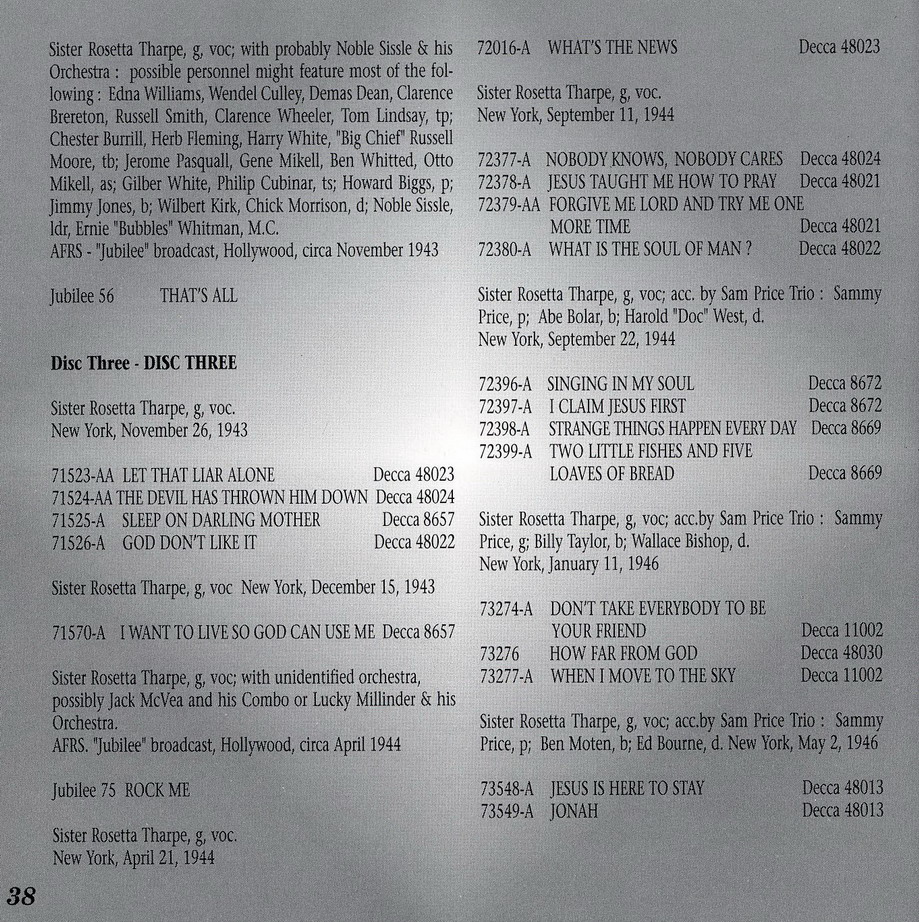 Sister Rosetta Tharpe, g, voc; with probably Noble Sissle & his
Orchestra : possible personnel might feature most of the fol-
lowing : Edna Williams, Wendel Culley, Demas Dean, Clarence
Brereton, Russell Smith, Clarence Wheeler, Tom Lindsay, tp;
Chester Burrill, Herb Fleming, Harry White, "Big Chief" Russell
Moore, tb; Jerome Pasquall, Gene Mikell, Ben Whitted, Otto
Mikell, as; Gilber White, Philip Cubinar, ts; Howard Biggs, p;
Jimmy Jones, b; Wilbert Kirk, Chick Morrison, d; Noble Sissle,
ldr, Ernie "Bubbles" Whitman, M.C.
AFRS - "Jubilee" broadcast, Hollywood, circa November 1943
Jubilee 56 THAT'S ALL
Disc Three - DISC THREE
Sister Rosetta Tharpe, g, voc.
New York, November 26, 1943
71523-AA LET THAT LIAR ALONE Decca 48023
71524-AA THE DEVIL HAS THROWN HIM DOWN Decca 48024
71525-A SLEEP ON DARLING MOTHER Decca 8657
71526-A GOD DON'T LIKE IT Decca 48022
Sister Rosetta Tharpe, g, voc New York, December 15, 1943
71570-A I WANT TO LIVE SO GOD CAN USE ME Decca 8657
Sister Rosetta Tharpe, g, voc; with unidentified orchestra,
possibly Jack McVea and his Combo or Lucky Millinder & his
Orchestra.
AFRS. "Jubilee" broadcast, Hollywood, circa April 1944
Jubilee 75 ROCK ME
Sister Rosetta Tharpe, g, voc.
New York, April 21, 1944
38
72016-A WHAT'S THE NEWS Decca 48023
Sister Rosetta Tharpe, g, voc.
New York, September 11, 1944
72377-A NOBODY KNOWS, NOBODY CARES Decca 48024
72378-A JESUS TAUGHT ME HOW TO PRAY Decca 48021
72379-AA FORGIVE ME LORD AND TRY ME ONE
MORE TIME Decca 48021
72380-A WHAT IS THE SOUL OF MAN ? Decca 48022
Sister Rosetta Tharpe, g, voc; acc. by Sam Price Trio : Sammy
Price, p; Abe Bolar, b; Harold "Doc" West, d.
New York, September 22, 1944
72396-A SINGING IN MY SOUL Decca 8672
72397-A I CLAIM JESUS FIRST Decca 8672
72398-A STRANGE THINGS HAPPEN EVERY DAY Decca 8669
72399-A TWO LITTLE FISHES AND FIVE
LOAVES OF BREAD Decca 8669
Sister Rosetta Tharpe, g, voc; acc.by Sam Price Trio : Sammy
Price, g; Billy Taylor, b; Wallace Bishop, d.
New York, January 11, 1946
73274-A DON'T TAKE EVERYBODY TO BE
YOUR FRIEND Decca 11002
73276 HOW FAR FROM GOD Decca 48030
73277-A WHEN I MOVE TO THE SKY Decca 11002
Sister Rosetta Tharpe, g, voc; acc.by Sam Price Trio : Sammy
Price, p; Ben Moten, b; Ed Bourne, d. New York, May 2, 1946
73548-A JESUS IS HERE TO STAY Decca 48013
73549-A JONAH Decca 48013